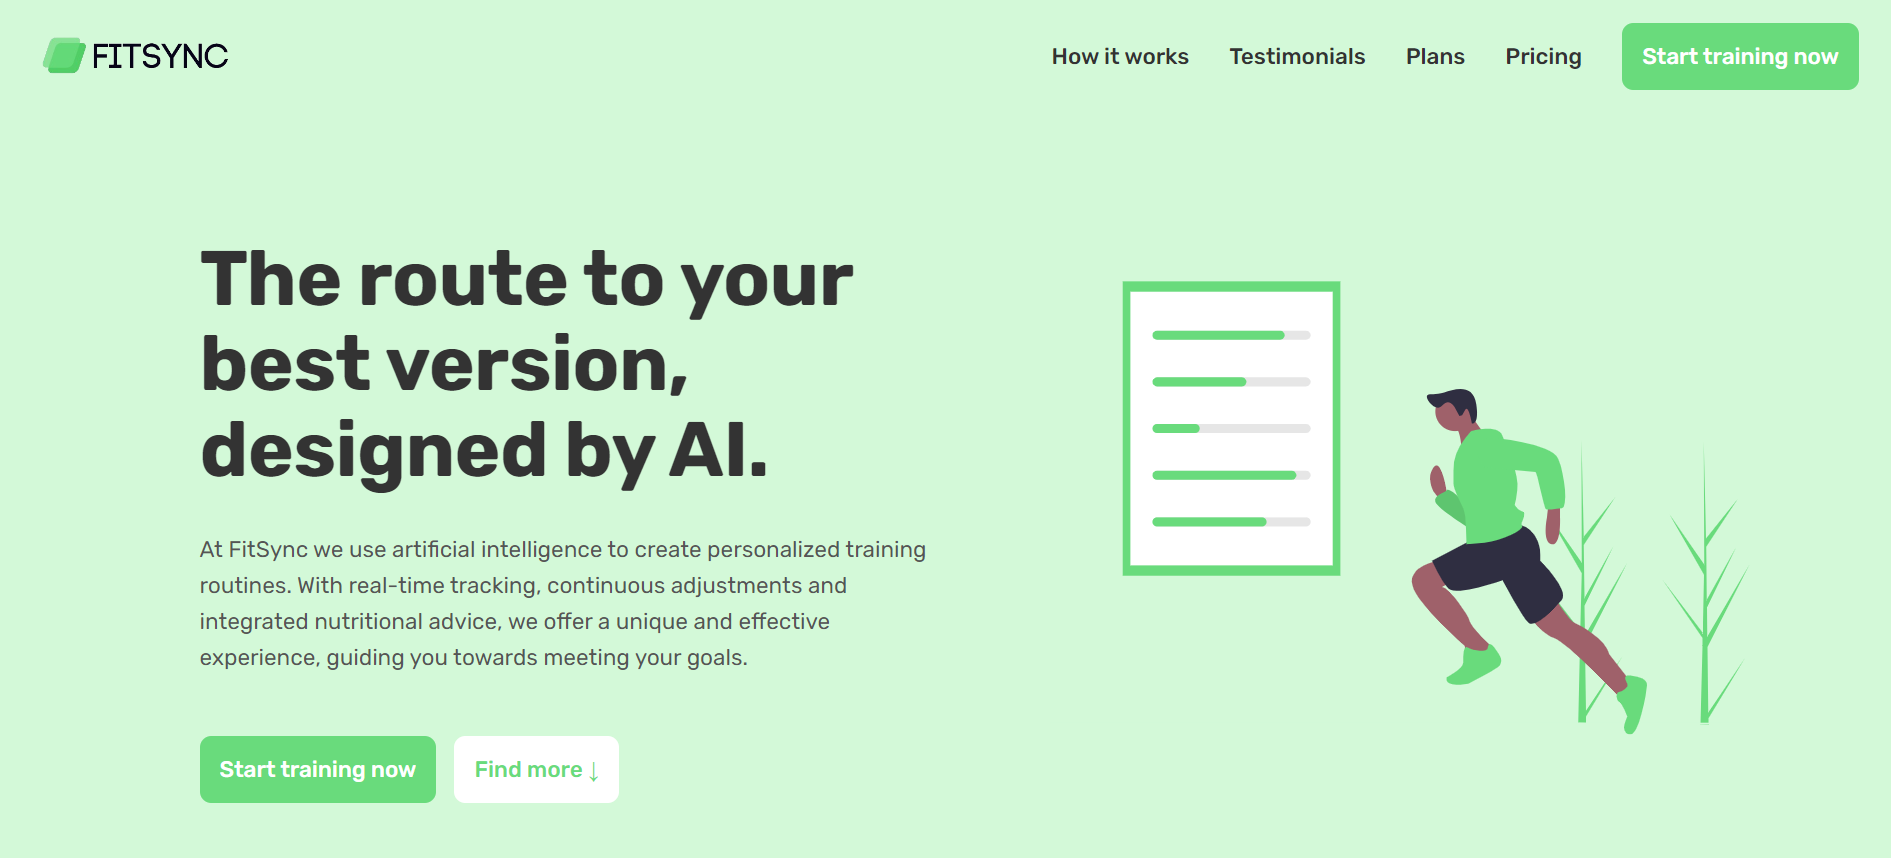 FITSYNC
How it works
Testimonials
Plans
Pricing
Start training now
The route to your
best version,
designed by AI.
At FitSync we use artificial intelligence to create personalized training
routines. With real-time tracking, continuous adjustments and
integrated nutritional advice, we offer a unique and effective
experience, guiding you towards meeting your goals.
Start training now
Find more ↓